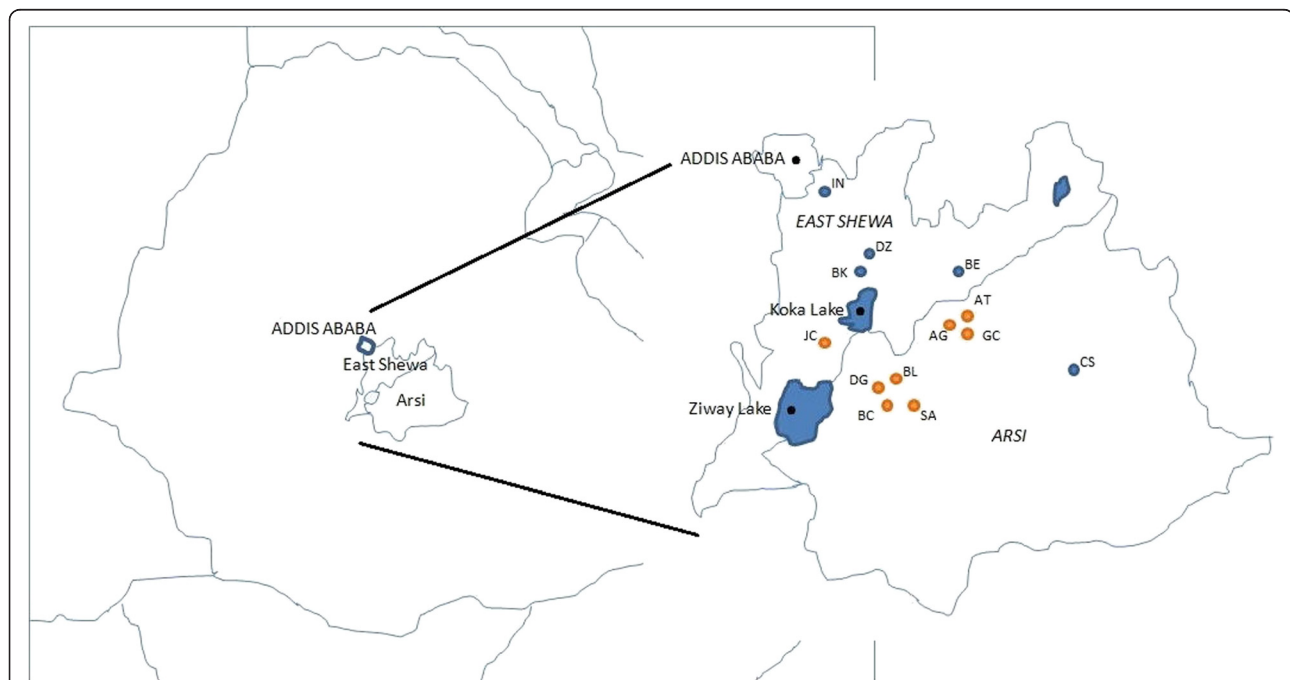 ADDIS ABABA
East Shewa
Arsi
ADDIS ABABA
IN
EAST SHEWA
DZ
BK
BE
Koka Lake
AT
AG
GC
JC
CS
BL
DG
Ziway Lake
BC
SA
ARSI